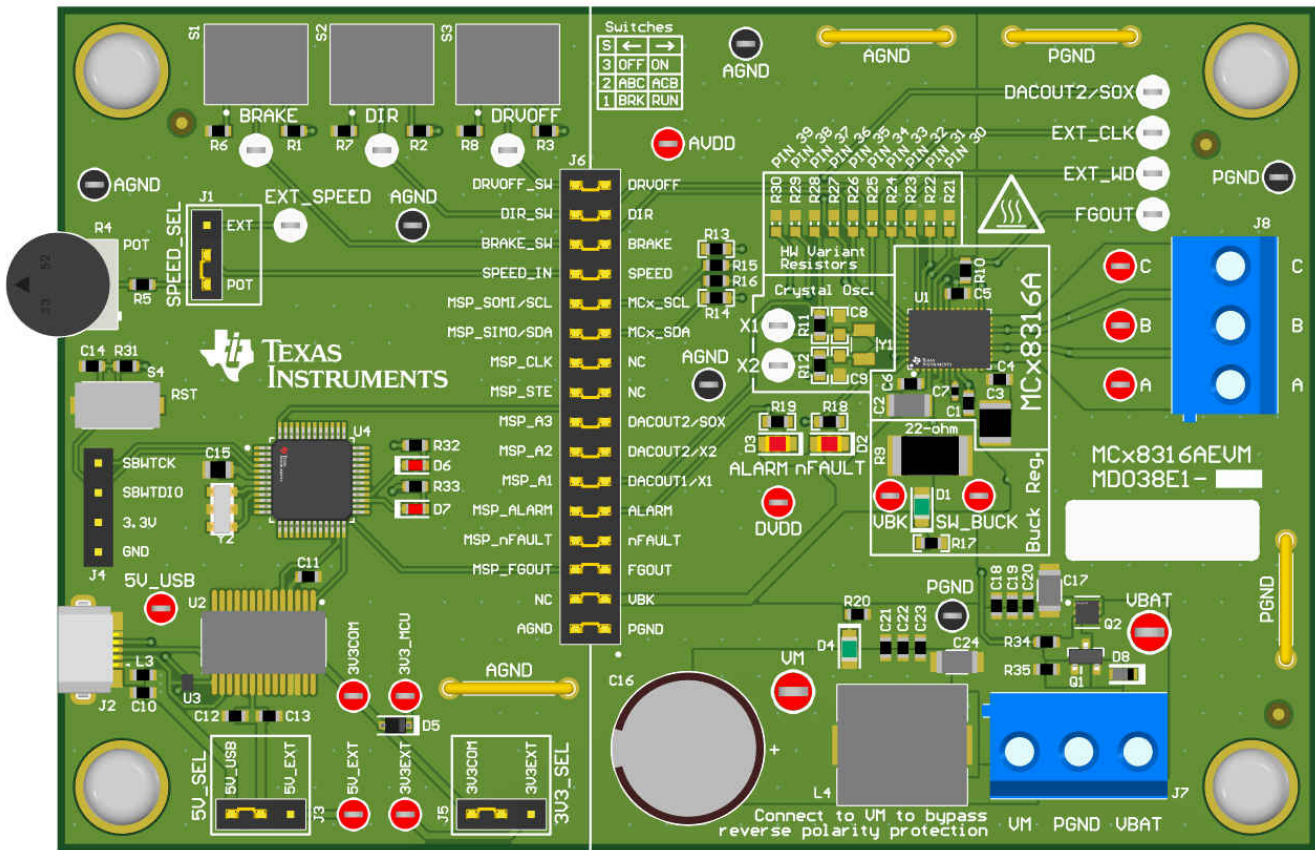 S1
S2
S3
Switches
S ← →
3 OFF ON
2 ABC ACB
1 BRK RUN
AGND
AGND
PGND
BRAKE
DIR
DRVOFF
R6
R1
R7
R2
R8
R3
AVDD
DACOUT2/SOX
EXT_CLK
EXT_WD
FGOUT
PGND
AGND
J1
EXT_SPEED
AGND
J6
PIN 39
PIN 38
PIN 37
PIN 36
PIN 35
PIN 34
PIN 33
PIN 32
PIN 31
PIN 30
R30
R29
R28
R27
R26
R25
R24
R23
R22
R21
HW Variant
Resistors
R4
POT
SPEED_SEL
EXT
POT
R5
DRVOFF_SW DRVOFF
DIR_SW DIR
BRAKE_SW BRAKE
SPEED_IN SPEED
MSP_SOMI/SCL MCx_SCL
MSP_SIMO/SDA MCx_SDA
MSP_CLK NC
MSP_STE NC
MSP_A3 DACOUT2/SOX
MSP_A2 DACOUT2/X2
MSP_A1 DACOUT1/X1
MSP_ALARM ALARM
MSP_nFAULT nFAULT
MSP_FGOUT FGOUT
NC VBK
AGND PGND
R13
R15
R16
R14
Crystal Osc.
X1
X2
R11
R12
C8
C9
Y1
U1
R10
C5
MCx8316A
C6
C2
C7
C1
C4
C3
J8
C C
B B
A A
TEXAS
INSTRUMENTS
AGND
C14
R31
S4
RST
U4
R32
D6
R33
D7
C15
Y2
SBWTCK
SBWTDIO
3.3V
GND
J4
R19
R18
D3
D2
ALARM
nFAULT
DVDD
22-ohm
R9
VBK
D1
SW_BUCK
R17
Buck Reg.
MCx8316AEVM
MD038E1-
PGND
5V_USB
C11
U2
L3
C10
U3
J2
C12
C13
3V3COM
3V3_MCU
AGND
D5
5V_SEL
5V_USB
5V_EXT
J3
5V_EXT
3V3EXT
J5
3V3COM
3V3EXT
3V3_SEL
PGND
R20
D4
C21
C22
C23
C24
C18
C19
C20
C17
Q2
VBAT
R34
R35
Q1
D8
C16
+
VM
L4
J7
Connect to VM to bypass
reverse polarity protection
VM PGND VBAT